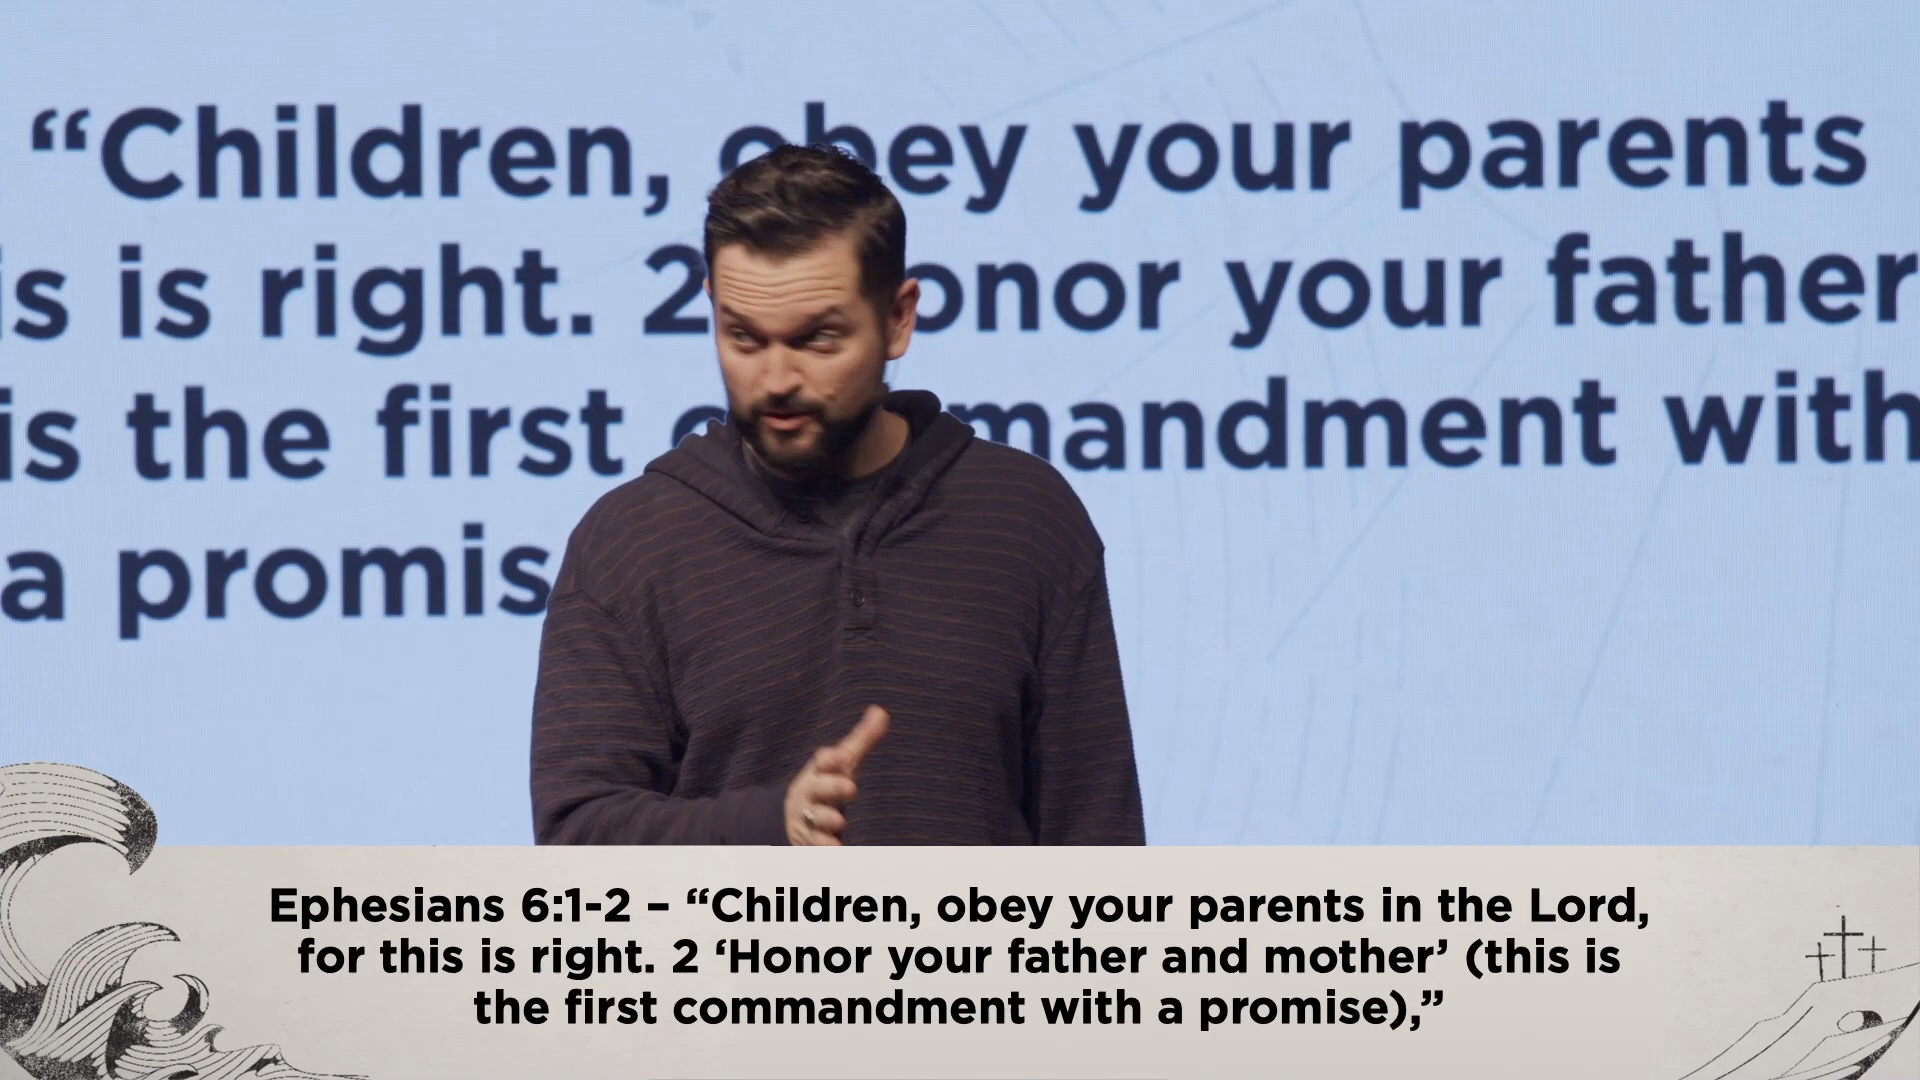 “Children, obey your parents
is is right. 2 onor your father
is the first mandment with
a promis
Ephesians 6:1-2 – “Children, obey your parents in the Lord,
for this is right. 2 ‘Honor your father and mother’ (this is
the first commandment with a promise),”